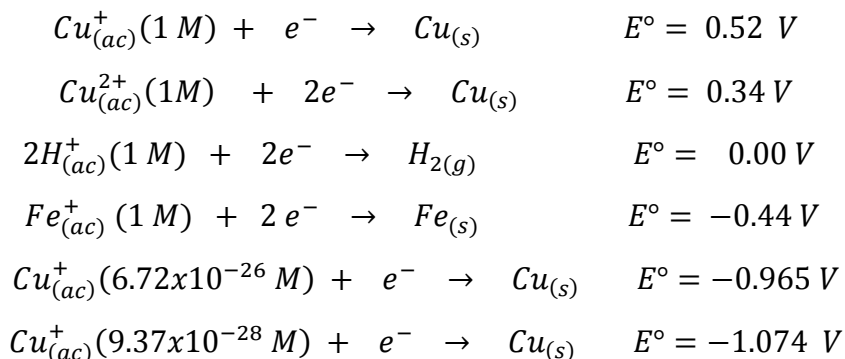 Cu⁺₍ac₎(1 M) + e⁻ → Cu₍s₎ E° = 0.52 V
Cu²⁺₍ac₎(1M) + 2e⁻ → Cu₍s₎ E° = 0.34 V
2H⁺₍ac₎(1 M) + 2e⁻ → H₂₍g₎ E° = 0.00 V
Fe⁺₍ac₎ (1 M) + 2 e⁻ → Fe₍s₎ E° = −0.44 V
Cu⁺₍ac₎(6.72x10⁻²⁶ M) + e⁻ → Cu₍s₎ E° = −0.965 V
Cu⁺₍ac₎(9.37x10⁻²⁸ M) + e⁻ → Cu₍s₎ E° = −1.074 V